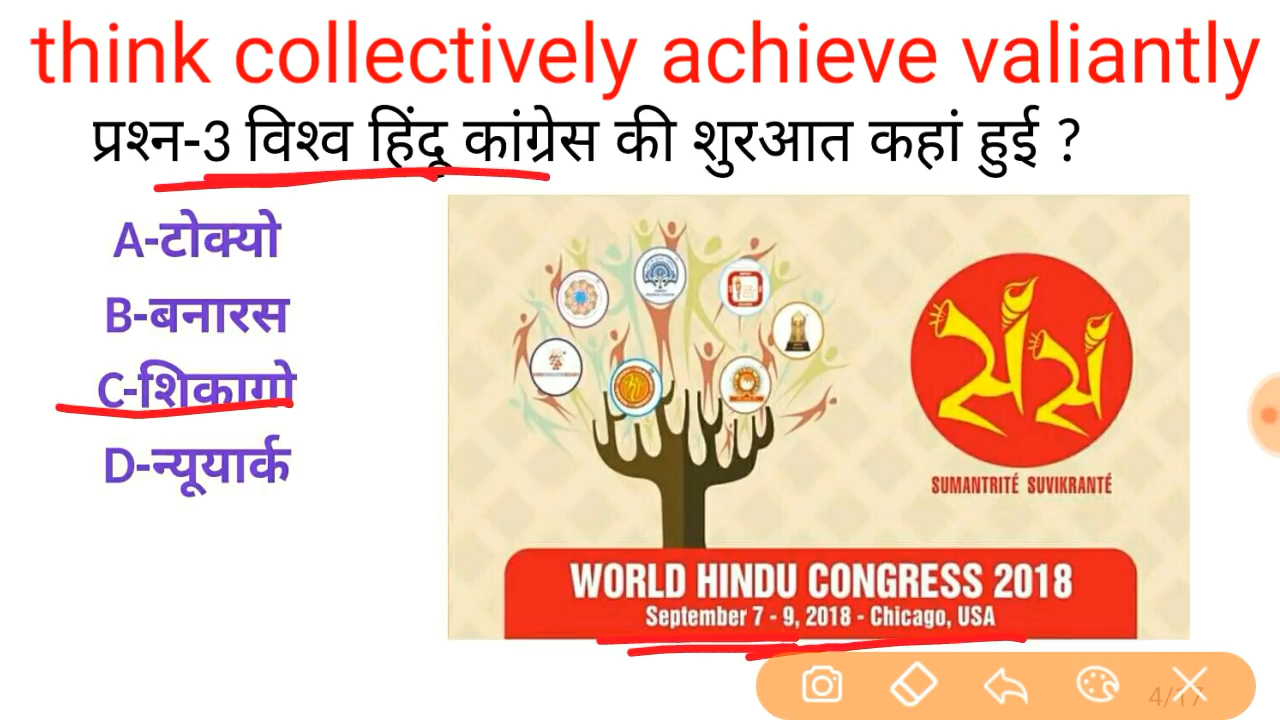 think collectively achieve valiantly
प्रश्न-3 विश्व हिंदू कांग्रेस की शुरआत कहां हुई ?
A-टोक्यो
B-बनारस
C-शिकागो
D-न्यूयार्क
SUMANTRITÉ SUVIKRANTÉ
WORLD HINDU CONGRESS 2018
September 7 - 9, 2018 - Chicago, USA
4/17